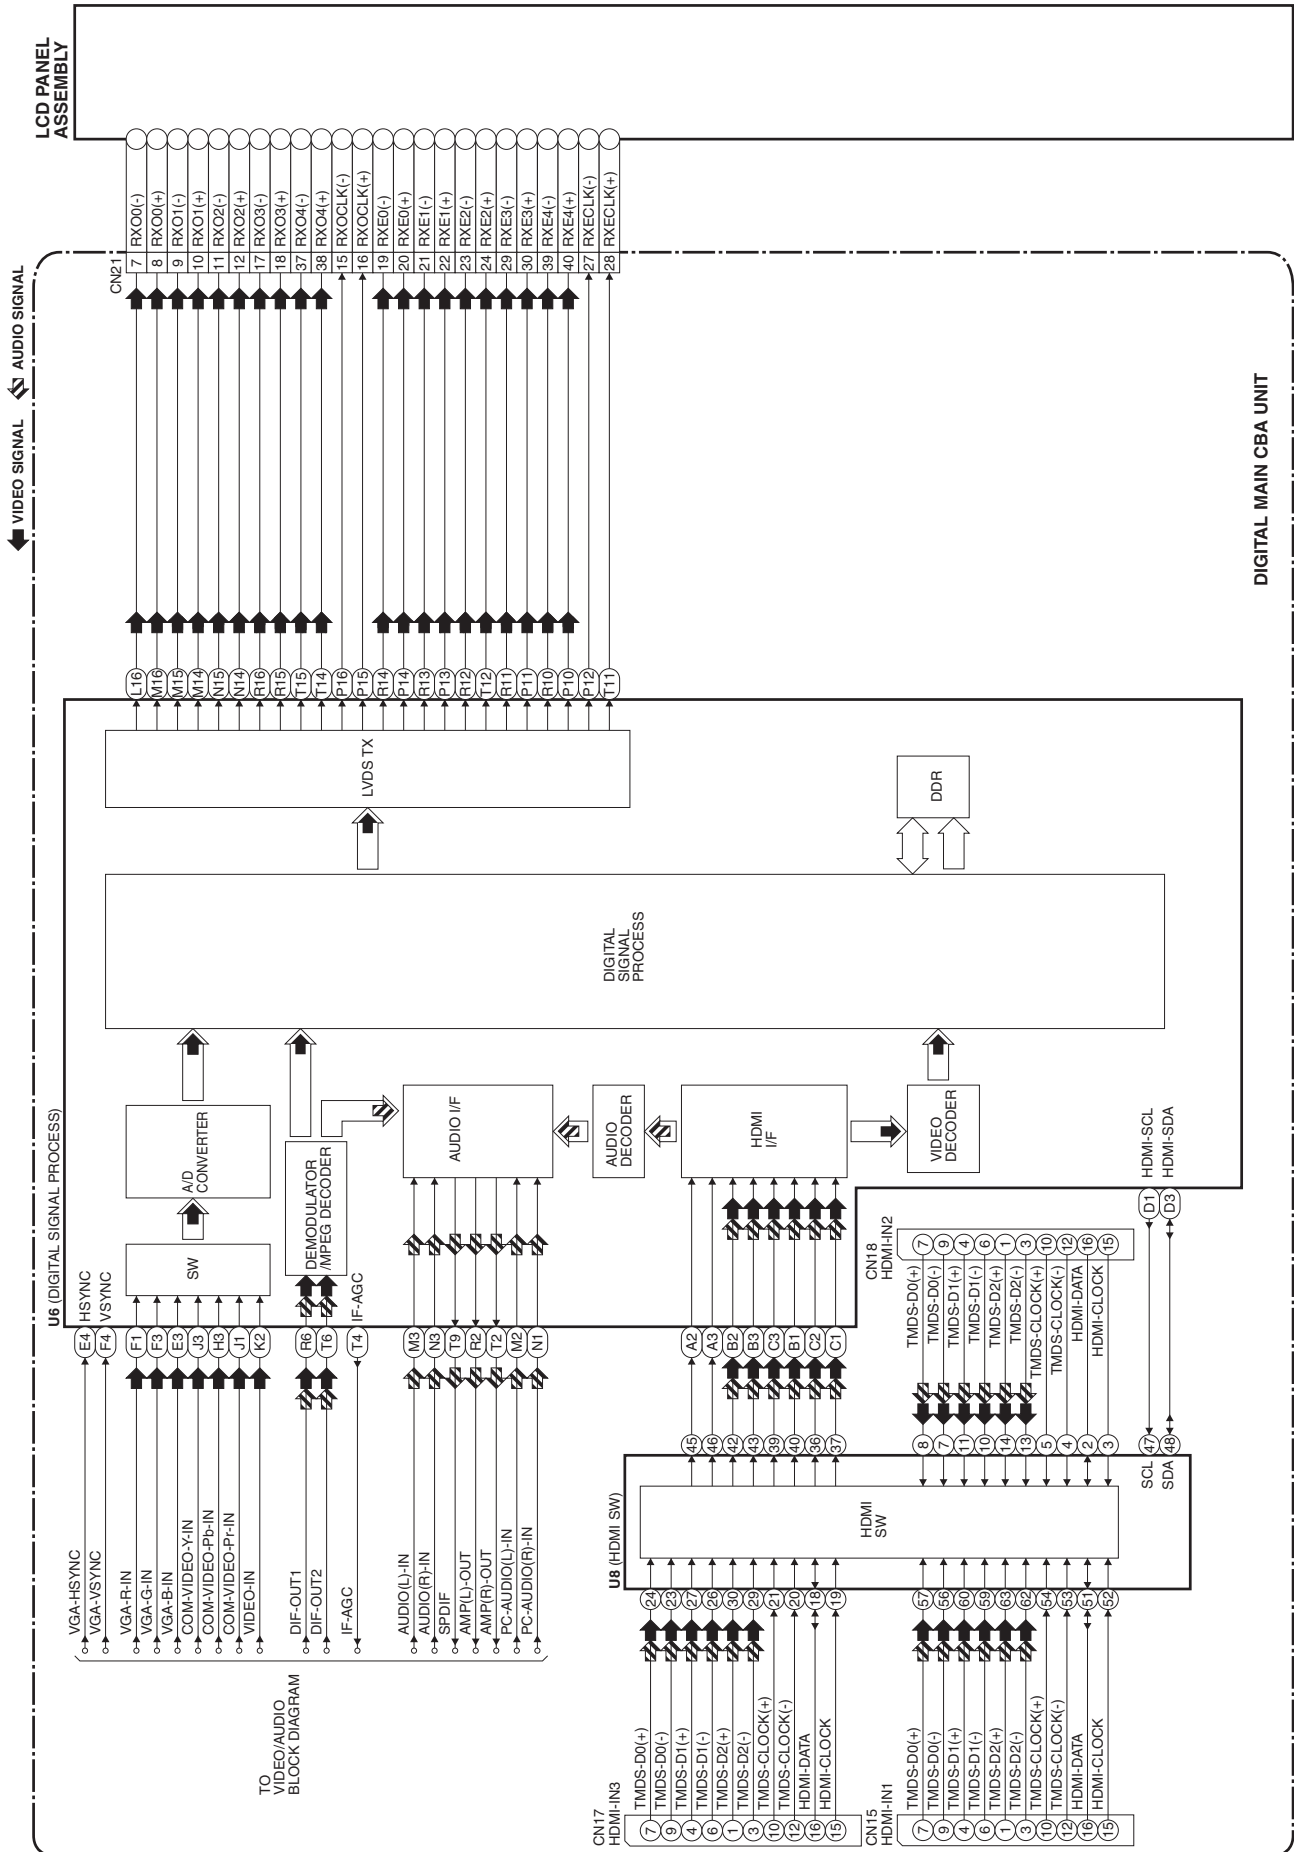 VIDEO SIGNAL
AUDIO SIGNAL
LCD PANEL
ASSEMBLY
CN21
7 RXO0(-)
8 RXO0(+)
9 RXO1(-)
10 RXO1(+)
11 RXO2(-)
12 RXO2(+)
17 RXO3(-)
18 RXO3(+)
37 RXO4(-)
38 RXO4(+)
15 RXOCLK(-)
16 RXOCLK(+)
19 RXE0(-)
20 RXE0(+)
21 RXE1(-)
22 RXE1(+)
23 RXE2(-)
24 RXE2(+)
29 RXE3(-)
30 RXE3(+)
39 RXE4(-)
40 RXE4(+)
27 RXECLK(-)
28 RXECLK(+)
DIGITAL MAIN CBA UNIT
L16
M16
M15
M14
N15
N14
R16
R15
T15
T14
P16
P15
R14
P14
R13
P13
R12
T12
R11
P11
R10
P10
P12
T11
LVDS TX
DDR
DIGITAL
SIGNAL
PROCESS
U6 (DIGITAL SIGNAL PROCESS)
A/D
CONVERTER
SW
DEMODULATOR
/MPEG DECODER
AUDIO I/F
AUDIO
DECODER
HDMI
I/F
VIDEO
DECODER
HSYNC
VSYNC
IF-AGC
HDMI-SCL
HDMI-SDA
D1
D3
E4
F4
F1
F3
E3
J3
H3
J1
K2
R6
T6
T4
M3
N3
T9
R2
T2
M2
N1
A2
A3
B2
B3
C3
B1
C2
C1
VGA-HSYNC
VGA-VSYNC
VGA-R-IN
VGA-G-IN
VGA-B-IN
COM-VIDEO-Y-IN
COM-VIDEO-Pb-IN
COM-VIDEO-Pr-IN
VIDEO-IN
DIF-OUT1
DIF-OUT2
IF-AGC
AUDIO(L)-IN
AUDIO(R)-IN
SPDIF
AMP(L)-OUT
AMP(R)-OUT
PC-AUDIO(L)-IN
PC-AUDIO(R)-IN
TO
VIDEO/AUDIO
BLOCK DIAGRAM
CN18
HDMI-IN2
7 TMDS-D0(+) 8
9 TMDS-D0(-) 7
4 TMDS-D1(+) 11
6 TMDS-D1(-) 10
1 TMDS-D2(+) 14
3 TMDS-D2(-) 13
10 TMDS-CLOCK(+) 5
12 TMDS-CLOCK(-) 4
16 HDMI-DATA 2
15 HDMI-CLOCK 3
45
46
42
43
39
40
36
37
SCL 47
SDA 48
U8 (HDMI SW)
HDMI
SW
CN17
HDMI-IN3
7 TMDS-D0(+) 24
9 TMDS-D0(-) 23
4 TMDS-D1(+) 27
6 TMDS-D1(-) 26
1 TMDS-D2(+) 30
3 TMDS-D2(-) 29
10 TMDS-CLOCK(+) 21
12 TMDS-CLOCK(-) 20
16 HDMI-DATA 18
15 HDMI-CLOCK 19
CN15
HDMI-IN1
7 TMDS-D0(+) 57
9 TMDS-D0(-) 56
4 TMDS-D1(+) 60
6 TMDS-D1(-) 59
1 TMDS-D2(+) 63
3 TMDS-D2(-) 62
10 TMDS-CLOCK(+) 54
12 TMDS-CLOCK(-) 53
16 HDMI-DATA 51
15 HDMI-CLOCK 52